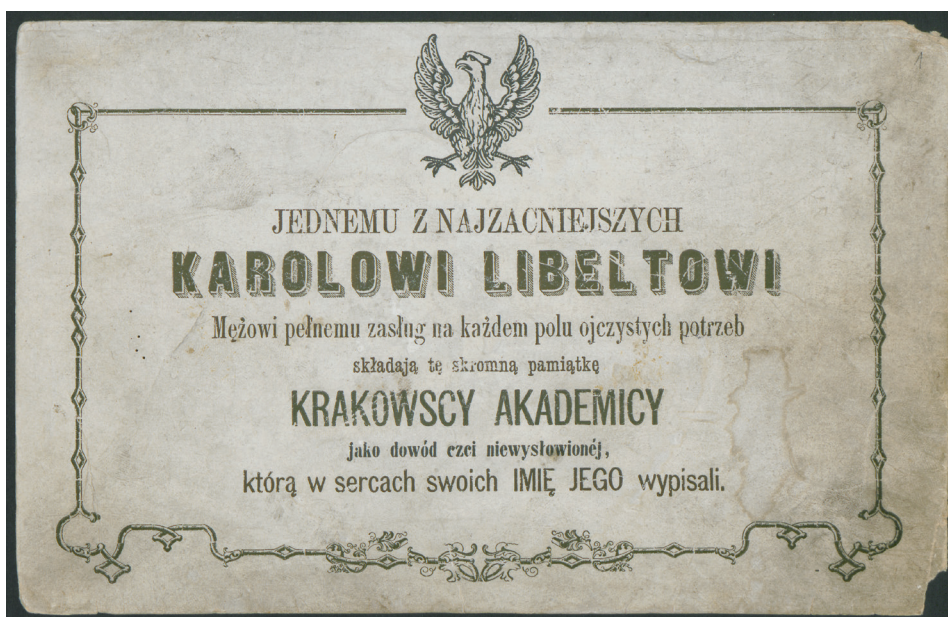 JEDNEMU Z NAJZACNIEJSZYCH
KAROLOWI LIBELTOWI
Mężowi pełnemu zasług na każdem polu ojczystych potrzeb
składają tę skromną pamiątkę
KRAKOWSCY AKADEMICY
jako dowód czci niewysłowionéj,
którą w sercach swoich IMIĘ JEGO wypisali.